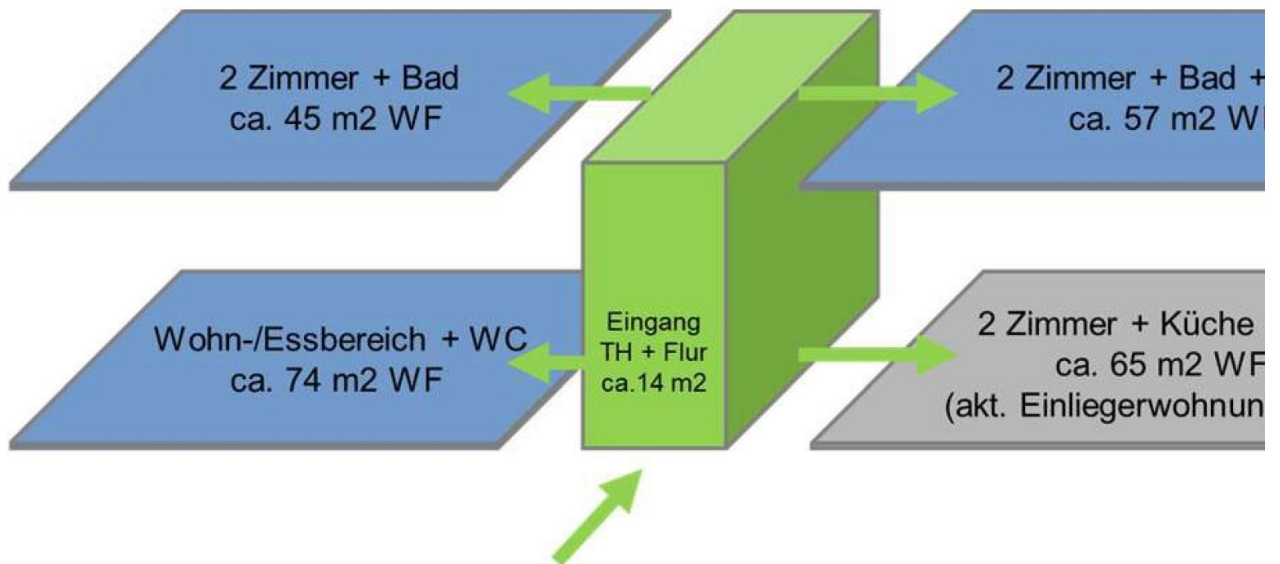 2 Zimmer + Bad
ca. 45 m2 WF
2 Zimmer + Bad +
ca. 57 m2
Wohn-/Essbereich + WC
ca. 74 m2 WF
Eingang
TH + Flur
ca.14 m2
2 Zimmer + Küche
ca. 65 m2 WF
(akt.